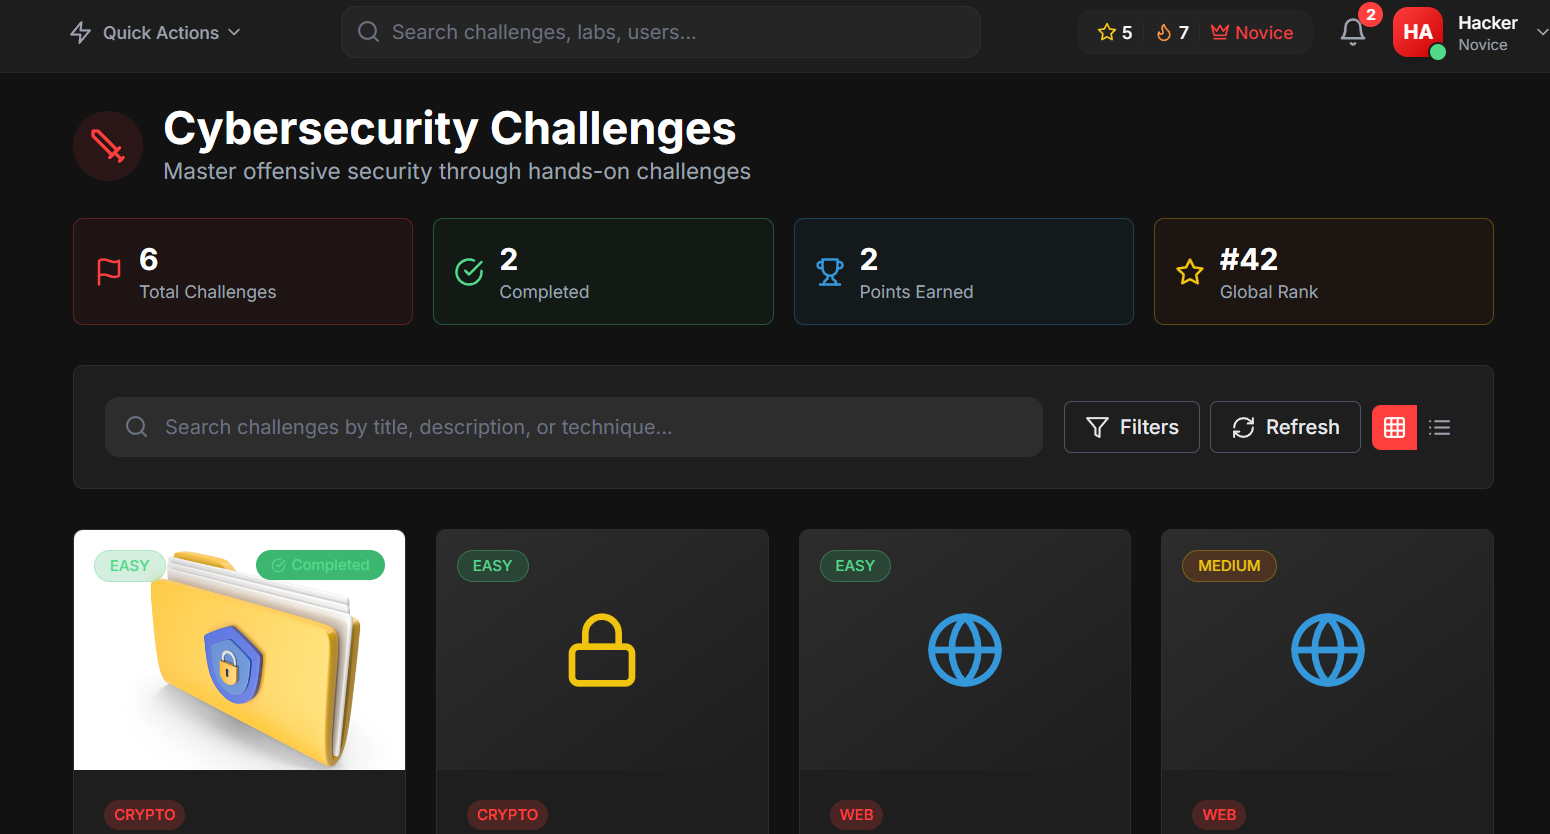 Quick Actions
Search challenges, labs, users...
5
7
Novice
2
HA
Hacker
Novice
Cybersecurity Challenges
Master offensive security through hands-on challenges
6
Total Challenges
2
Completed
2
Points Earned
#42
Global Rank
Search challenges by title, description, or technique...
Filters
Refresh
EASY
Completed
EASY
EASY
MEDIUM
CRYPTO
CRYPTO
WEB
WEB